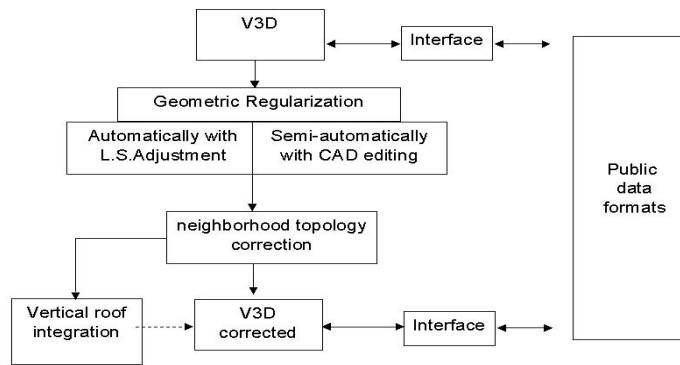 V3D
Interface
Geometric Regularization
Automatically with
L.S.Adjustment
Semi-automatically
with CAD editing
Public
data
formats
neighborhood topology
correction
Vertical roof
integration
V3D
corrected
Interface